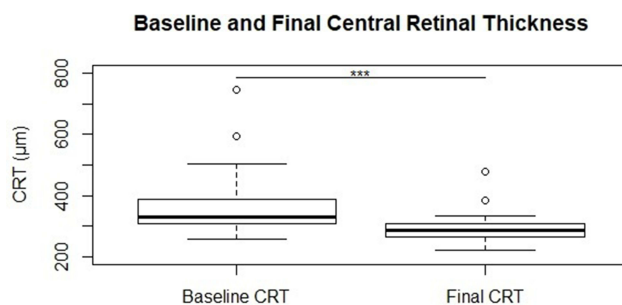 Baseline and Final Central Retinal Thickness
***
800
600
400
200
CRT (µm)
Baseline CRT
Final CRT